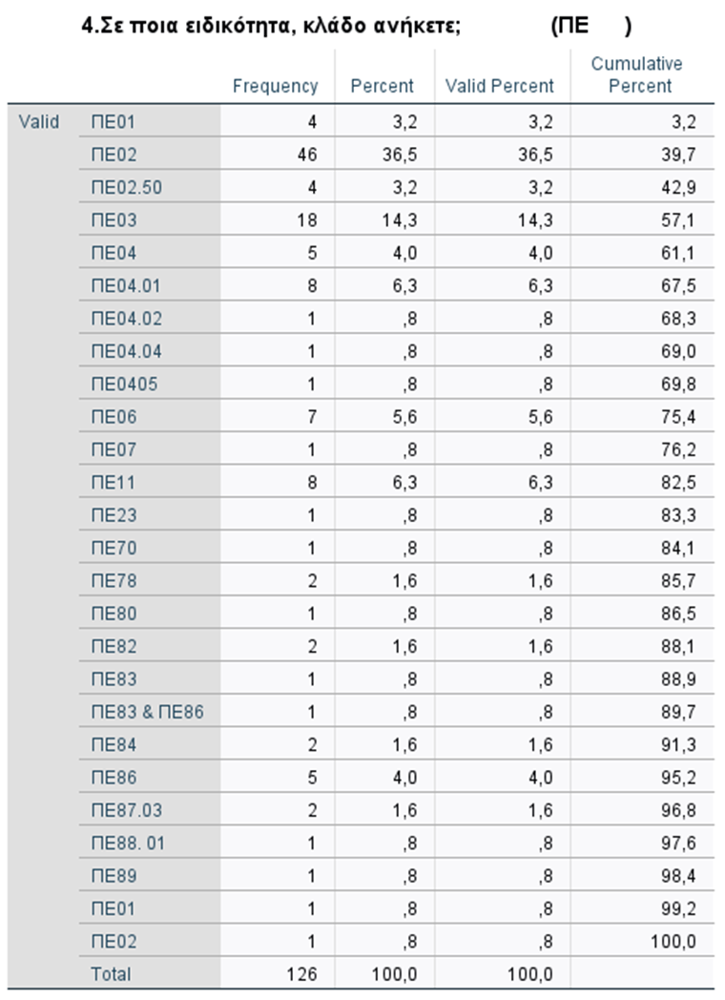 4.Σε ποια ειδικότητα, κλάδο ανήκετε; (ΠΕ )
Frequency Percent Valid Percent Cumulative Percent
Valid ΠΕ01 4 3,2 3,2 3,2
ΠΕ02 46 36,5 36,5 39,7
ΠΕ02.50 4 3,2 3,2 42,9
ΠΕ03 18 14,3 14,3 57,1
ΠΕ04 5 4,0 4,0 61,1
ΠΕ04.01 8 6,3 6,3 67,5
ΠΕ04.02 1 ,8 ,8 68,3
ΠΕ04.04 1 ,8 ,8 69,0
ΠΕ0405 1 ,8 ,8 69,8
ΠΕ06 7 5,6 5,6 75,4
ΠΕ07 1 ,8 ,8 76,2
ΠΕ11 8 6,3 6,3 82,5
ΠΕ23 1 ,8 ,8 83,3
ΠΕ70 1 ,8 ,8 84,1
ΠΕ78 2 1,6 1,6 85,7
ΠΕ80 1 ,8 ,8 86,5
ΠΕ82 2 1,6 1,6 88,1
ΠΕ83 1 ,8 ,8 88,9
ΠΕ83 & ΠΕ86 1 ,8 ,8 89,7
ΠΕ84 2 1,6 1,6 91,3
ΠΕ86 5 4,0 4,0 95,2
ΠΕ87.03 2 1,6 1,6 96,8
ΠΕ88. 01 1 ,8 ,8 97,6
ΠΕ89 1 ,8 ,8 98,4
ΠΕ01 1 ,8 ,8 99,2
ΠΕ02 1 ,8 ,8 100,0
Total 126 100,0 100,0